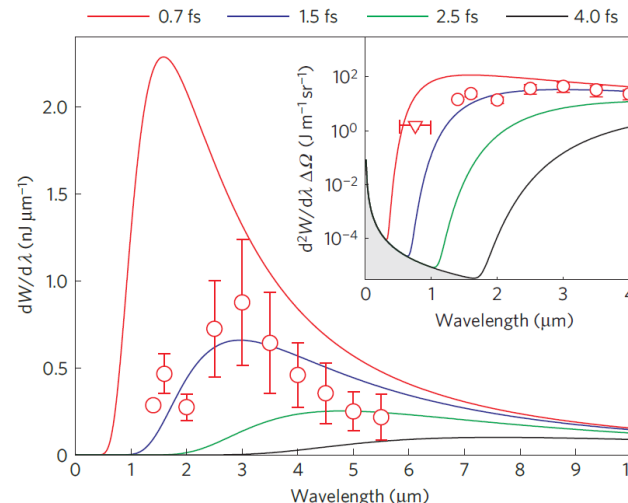 0.7 fs 1.5 fs 2.5 fs 4.0 fs
dW/dλ (nJ μm⁻¹)
2.0
1.5
1.0
0.5
0
0 1 2 3 4 5 6 7 8 9 10
Wavelength (μm)
d²W/dλ ΔΩ (J m⁻¹ sr⁻¹)
10²
10⁰
10⁻²
10⁻⁴
0 1 2 3 4
Wavelength (μm)